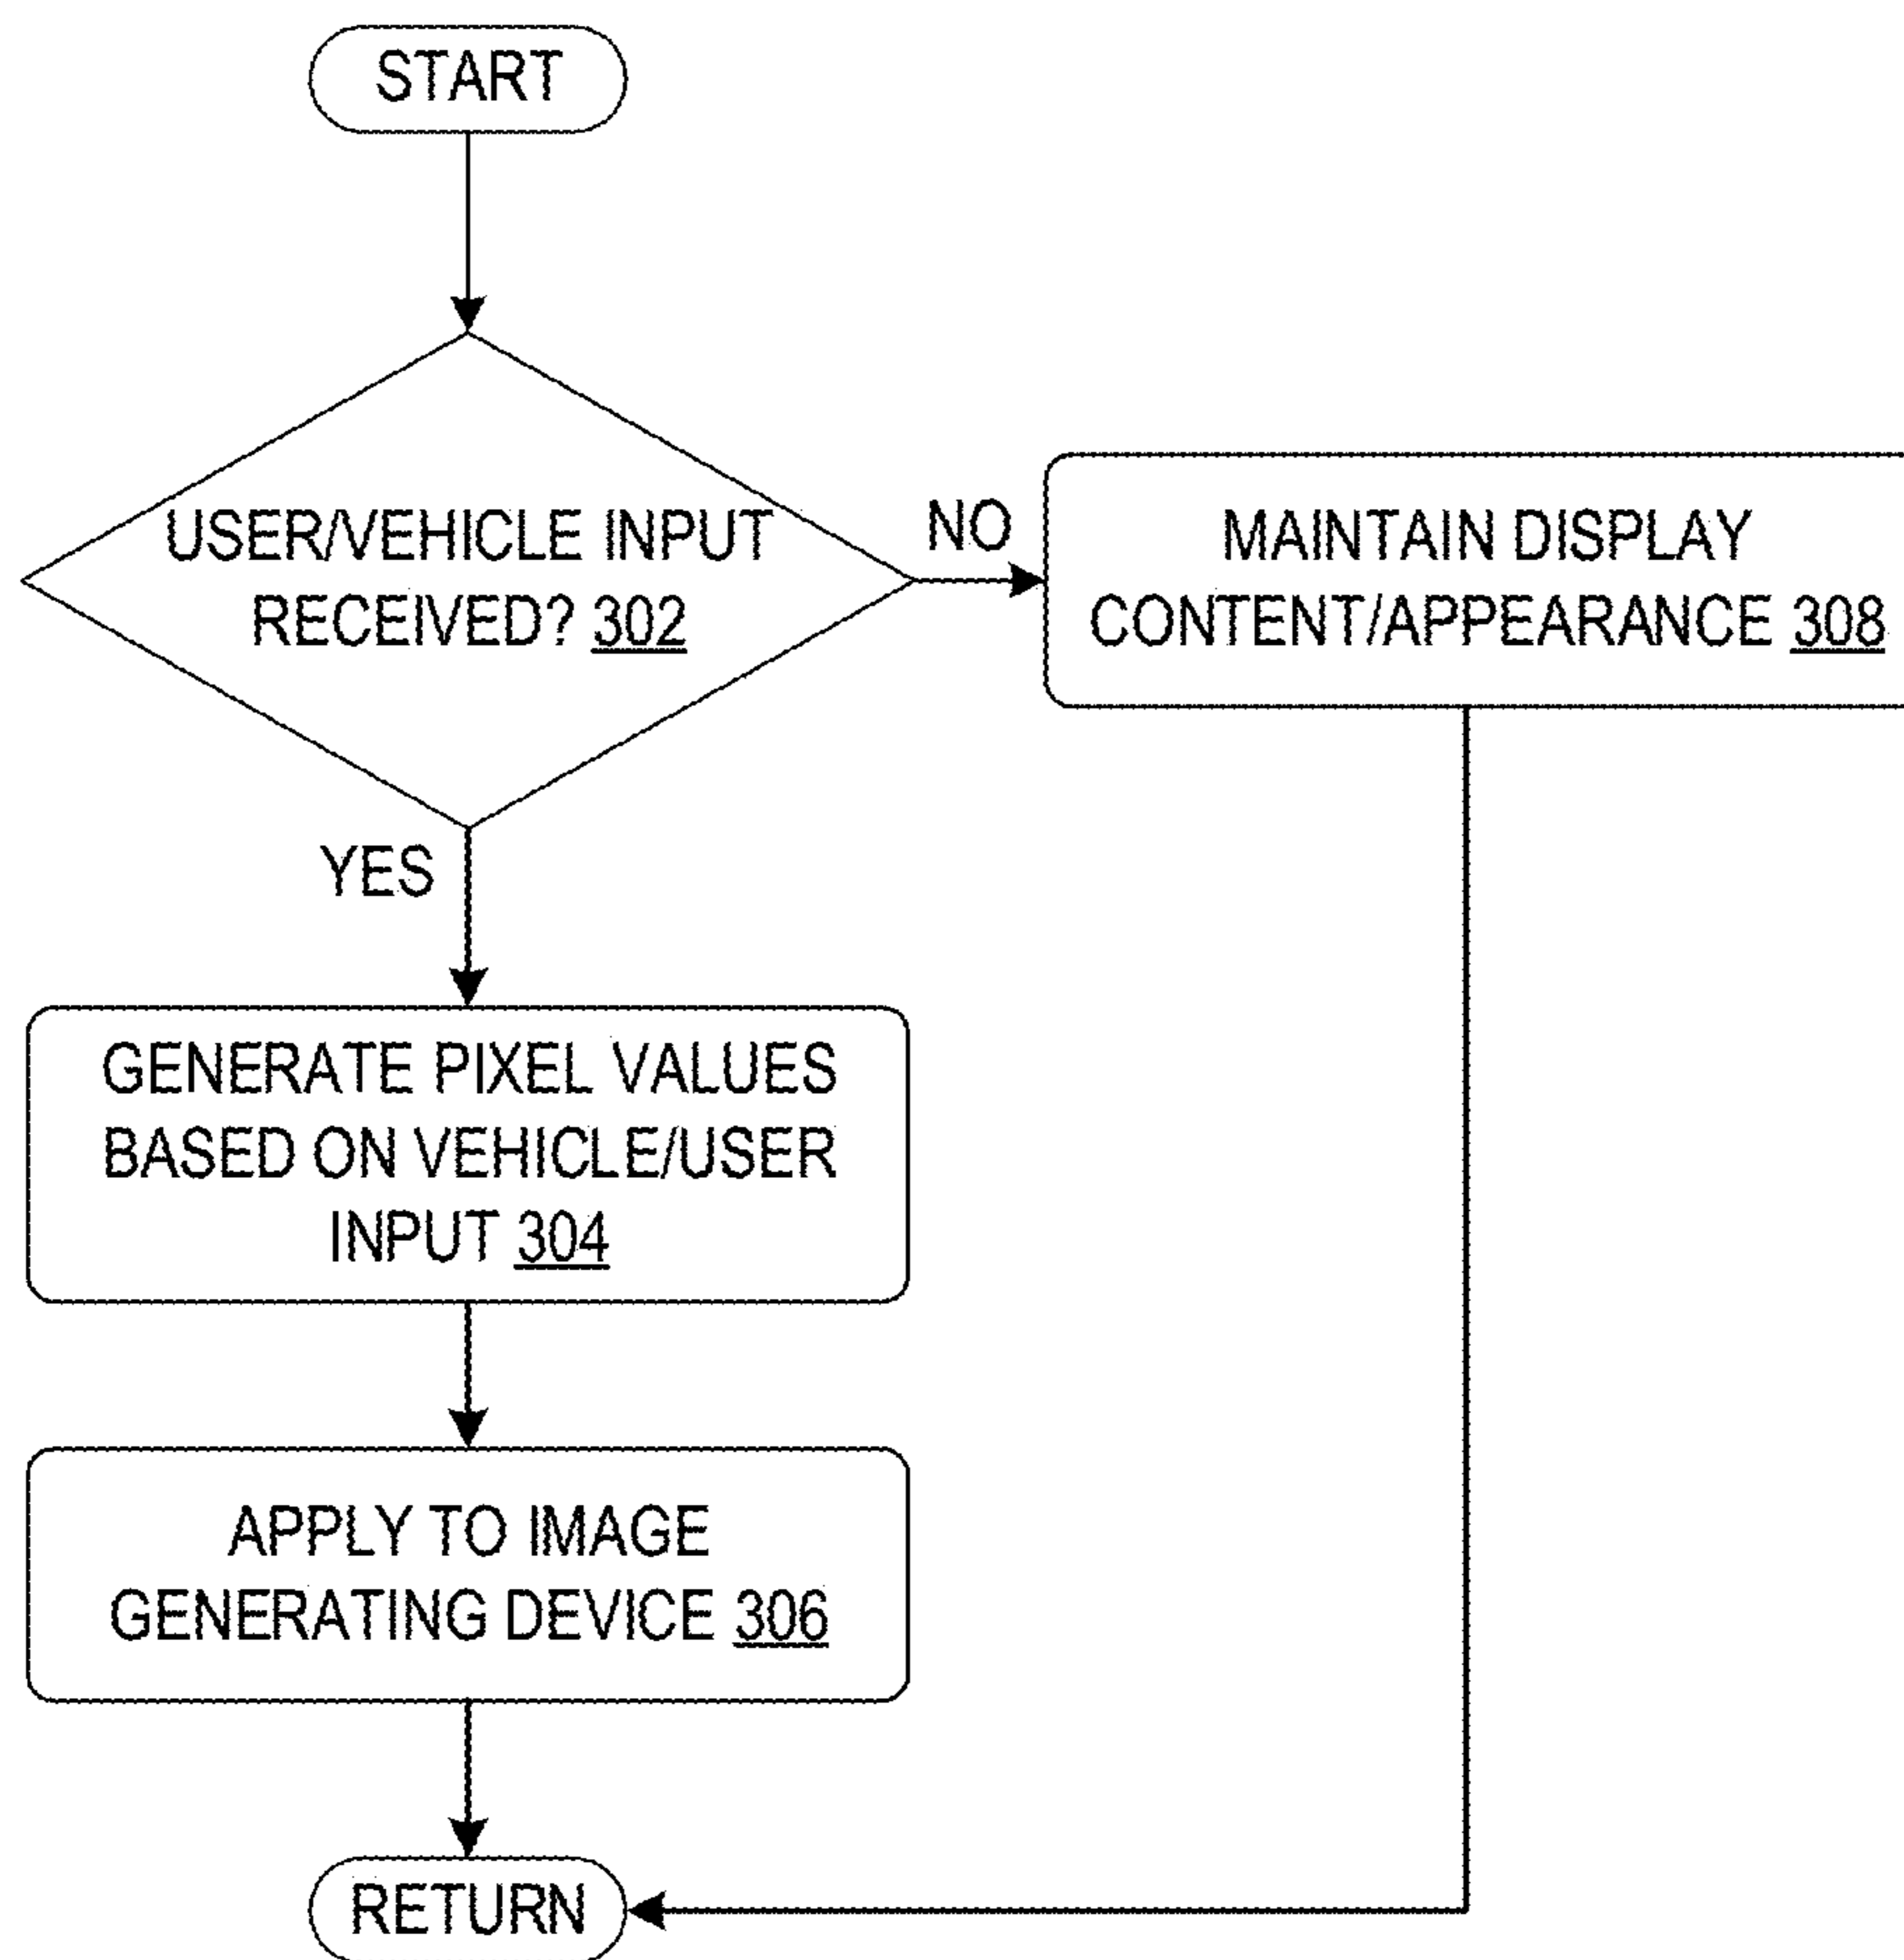 START
USER/VEHICLE INPUT
RECEIVED? 302
NO
MAINTAIN DISPLAY
CONTENT/APPEARANCE 308
YES
GENERATE PIXEL VALUES
BASED ON VEHICLE/USER
INPUT 304
APPLY TO IMAGE
GENERATING DEVICE 306
RETURN